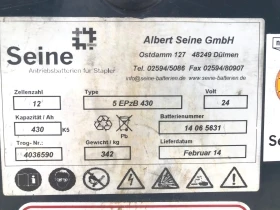 Seine
Antriebsbatterien für Stapler
Albert Seine GmbH
Ostdamm 127 48249 Dülmen
Tel. 02594/5086 Fax 02594/80907
info@seine-batterien.de www.seine-batterien.de
Zellenzahl Type Volt
12 5 EPzB 430 24
Kapazität / Ah Batterienummer
430 K5 Pb 14 06 5631
Trog- Nr.: Gewicht / kg Lieferdatum
4036590 342 Februar 14